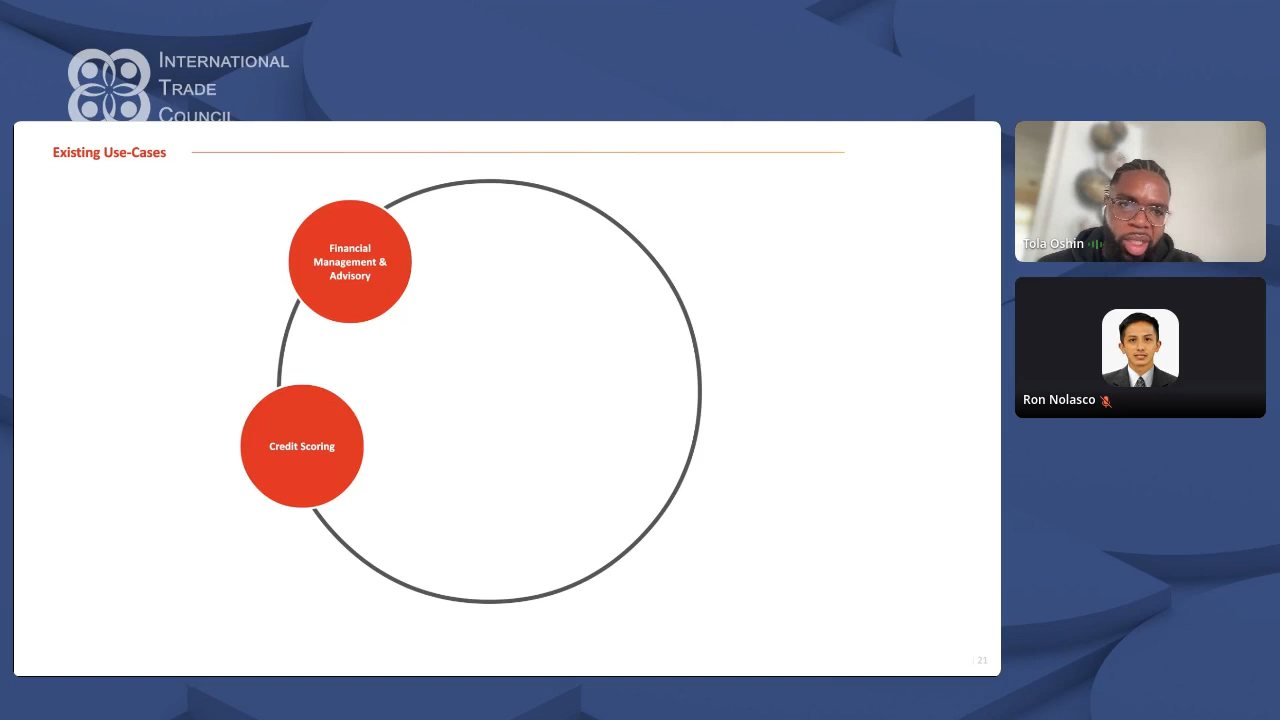 INTERNATIONAL
TRADE
COUNCIL
Existing Use-Cases
Financial
Management &
Advisory
Credit Scoring
21
Tola Oshin
Ron Nolasco